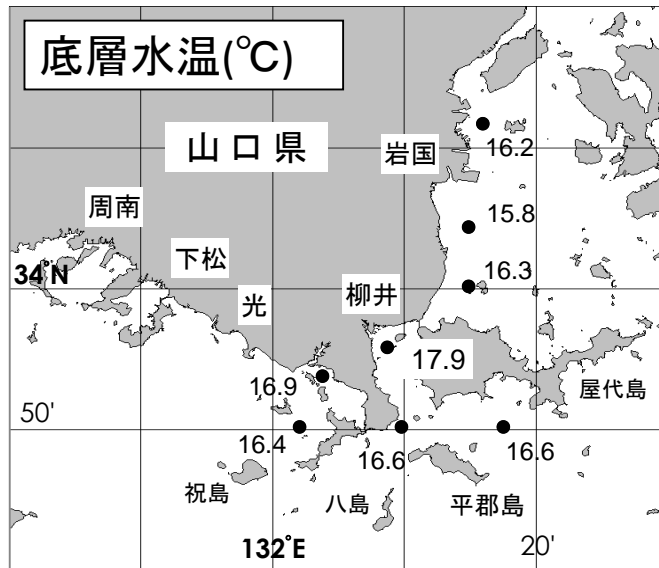 底層水温(℃)
山口県
岩国
16.2
周南
15.8
下松
34°N
16.3
光
柳井
17.9
16.9
屋代島
50'
16.4
16.6
16.6
祝島
八島
平郡島
132°E
20'